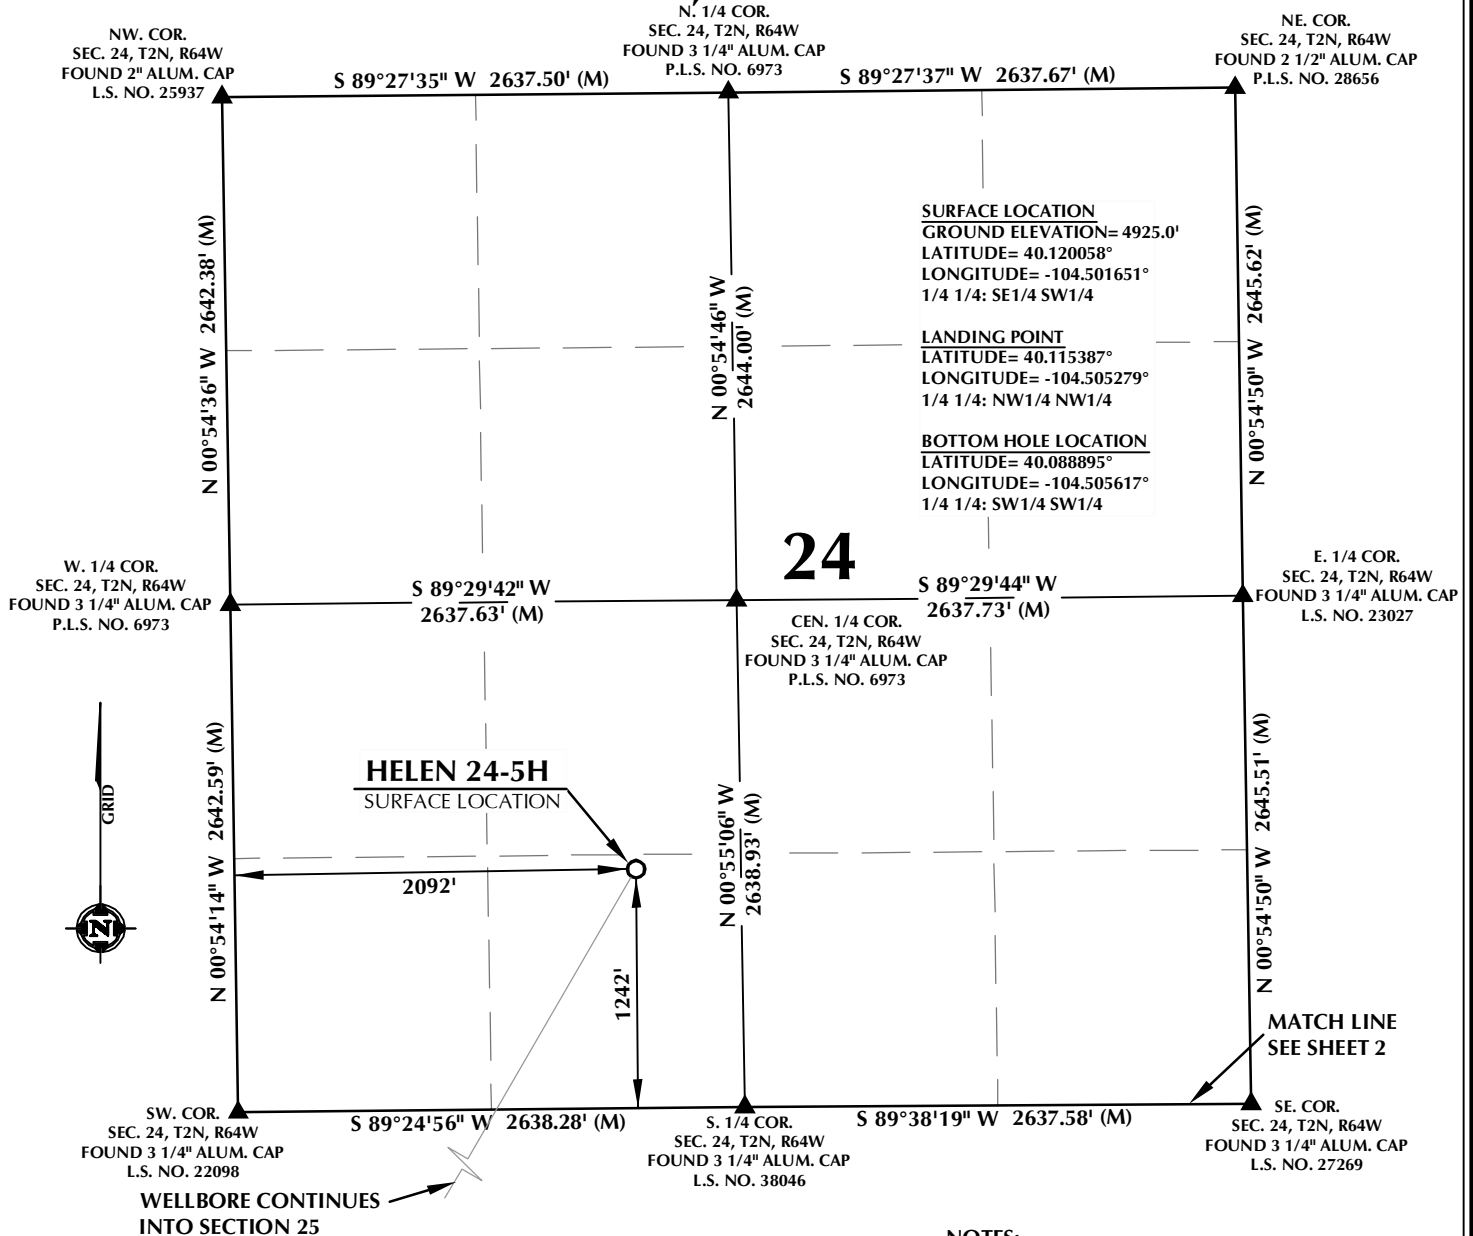 NW. COR.
SEC. 24, T2N, R64W
FOUND 2" ALUM. CAP
L.S. NO. 25937
N. 1/4 COR.
SEC. 24, T2N, R64W
FOUND 3 1/4" ALUM. CAP
P.L.S. NO. 6973
NE. COR.
SEC. 24, T2N, R64W
FOUND 2 1/2" ALUM. CAP
P.L.S. NO. 28656
S 89°27'35" W 2637.50' (M)
S 89°27'37" W 2637.67' (M)
N 00°54'36" W 2642.38' (M)
N 00°54'46" W
2644.00' (M)
N 00°54'50" W 2645.62' (M)
SURFACE LOCATION
GROUND ELEVATION= 4925.0'
LATITUDE= 40.120058°
LONGITUDE= -104.501651°
1/4 1/4: SE1/4 SW1/4
LANDING POINT
LATITUDE= 40.115387°
LONGITUDE= -104.505279°
1/4 1/4: NW1/4 NW1/4
BOTTOM HOLE LOCATION
LATITUDE= 40.088895°
LONGITUDE= -104.505617°
1/4 1/4: SW1/4 SW1/4
24
W. 1/4 COR.
SEC. 24, T2N, R64W
FOUND 3 1/4" ALUM. CAP
P.L.S. NO. 6973
S 89°29'42" W
2637.63' (M)
S 89°29'44" W
2637.73' (M)
E. 1/4 COR.
SEC. 24, T2N, R64W
FOUND 3 1/4" ALUM. CAP
L.S. NO. 23027
CEN. 1/4 COR.
SEC. 24, T2N, R64W
FOUND 3 1/4" ALUM. CAP
P.L.S. NO. 6973
GRID
N
N 00°54'14" W 2642.59' (M)
HELEN 24-5H
SURFACE LOCATION
2092'
1242'
N 00°55'06" W
2638.93' (M)
N 00°54'50" W 2645.51' (M)
MATCH LINE
SEE SHEET 2
SW. COR.
SEC. 24, T2N, R64W
FOUND 3 1/4" ALUM. CAP
L.S. NO. 22098
S 89°24'56" W 2638.28' (M)
S. 1/4 COR.
SEC. 24, T2N, R64W
FOUND 3 1/4" ALUM. CAP
L.S. NO. 38046
S 89°38'19" W 2637.58' (M)
SE. COR.
SEC. 24, T2N, R64W
FOUND 3 1/4" ALUM. CAP
L.S. NO. 27269
WELLBORE CONTINUES
INTO SECTION 25
NOTES: